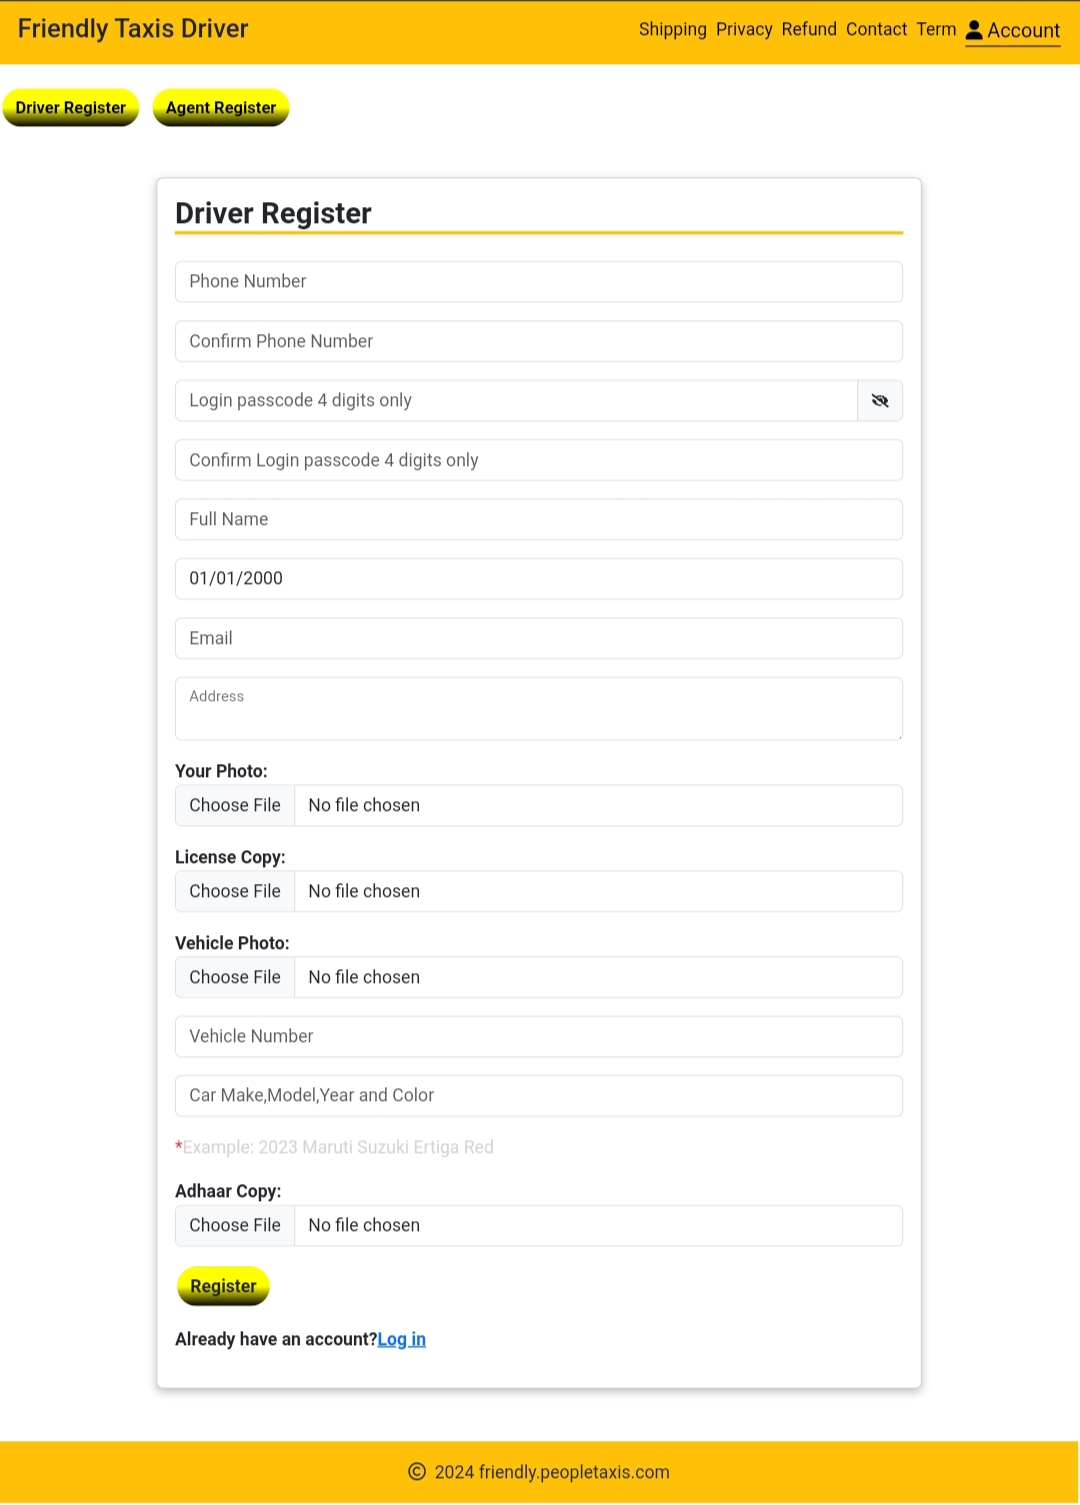 Friendly Taxis Driver
Shipping Privacy Refund Contact Term Account
Driver Register Agent Register
Driver Register
Phone Number
Confirm Phone Number
Login passcode 4 digits only
Confirm Login passcode 4 digits only
Full Name
01/01/2000
Email
Address
Your Photo:
Choose File No file chosen
License Copy:
Choose File No file chosen
Vehicle Photo:
Choose File No file chosen
Vehicle Number
Car Make,Model,Year and Color
*Example: 2023 Maruti Suzuki Ertiga Red
Adhaar Copy:
Choose File No file chosen
Register
Already have an account?Log in
© 2024 friendly.peopletaxis.com